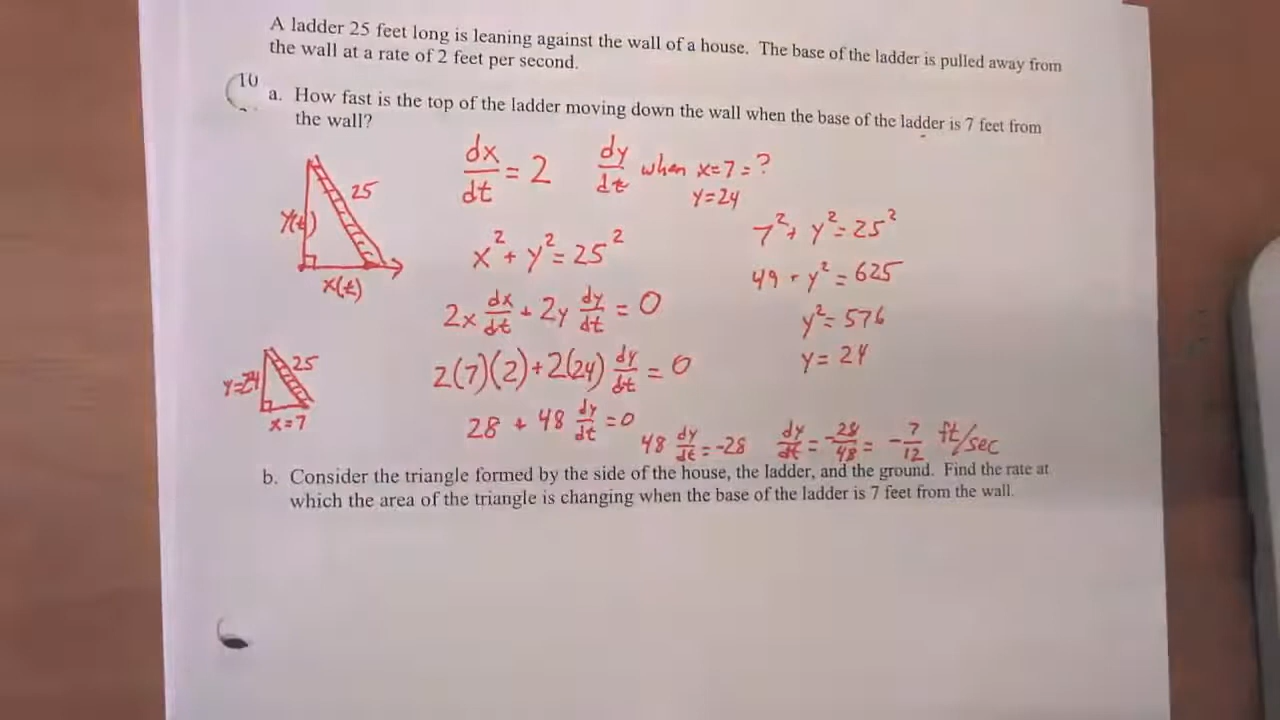 A ladder 25 feet long is leaning against the wall of a house. The base of the ladder is pulled away from
the wall at a rate of 2 feet per second.
10
a. How fast is the top of the ladder moving down the wall when the base of the ladder is 7 feet from
the wall?
dx/dt = 2
dy/dt when x=7 = ?
y=24
25
y(t)
x(t)
x² + y² = 25²
2x dx/dt + 2y dy/dt = 0
2(7)(2) + 2(24) dy/dt = 0
28 + 48 dy/dt = 0
48 dy/dt = -28
dy/dt = -28/48 = -7/12 ft/sec
7² + y² = 25²
49 + y² = 625
y² = 576
y = 24
25
y=24
x=7
b. Consider the triangle formed by the side of the house, the ladder, and the ground. Find the rate at
which the area of the triangle is changing when the base of the ladder is 7 feet from the wall.